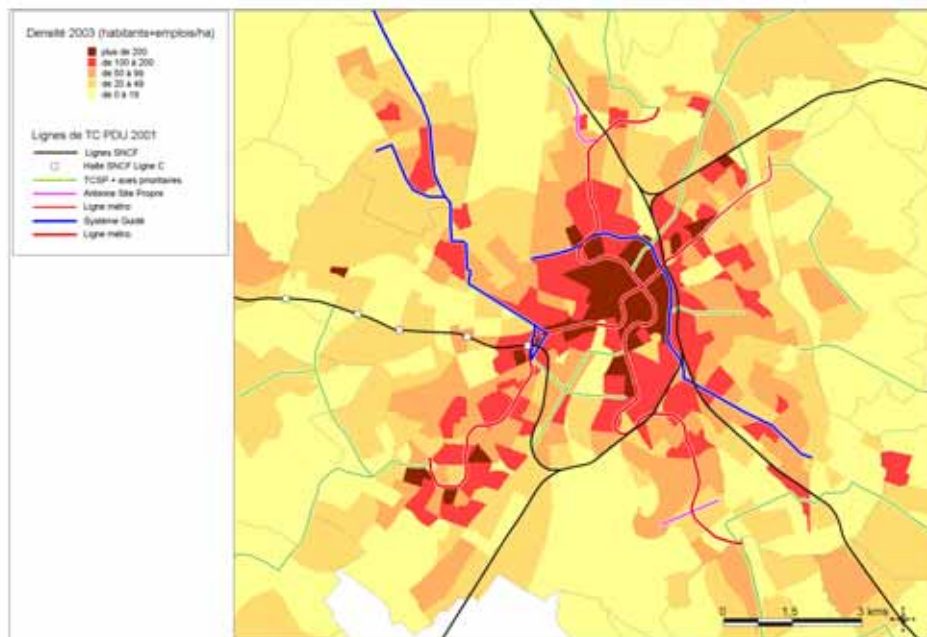 Densité 2003 (habitants+emplois/ha)
plus de 200
de 100 à 200
de 50 à 99
de 20 à 49
de 0 à 19
Lignes de TC PDU 2001
Lignes SNCF
Halte SNCF Ligne C
TCSP + axes prioritaires
Antenne Site Propre
Ligne métro
Système Guidé
Ligne métro
0 1,5 3 kms